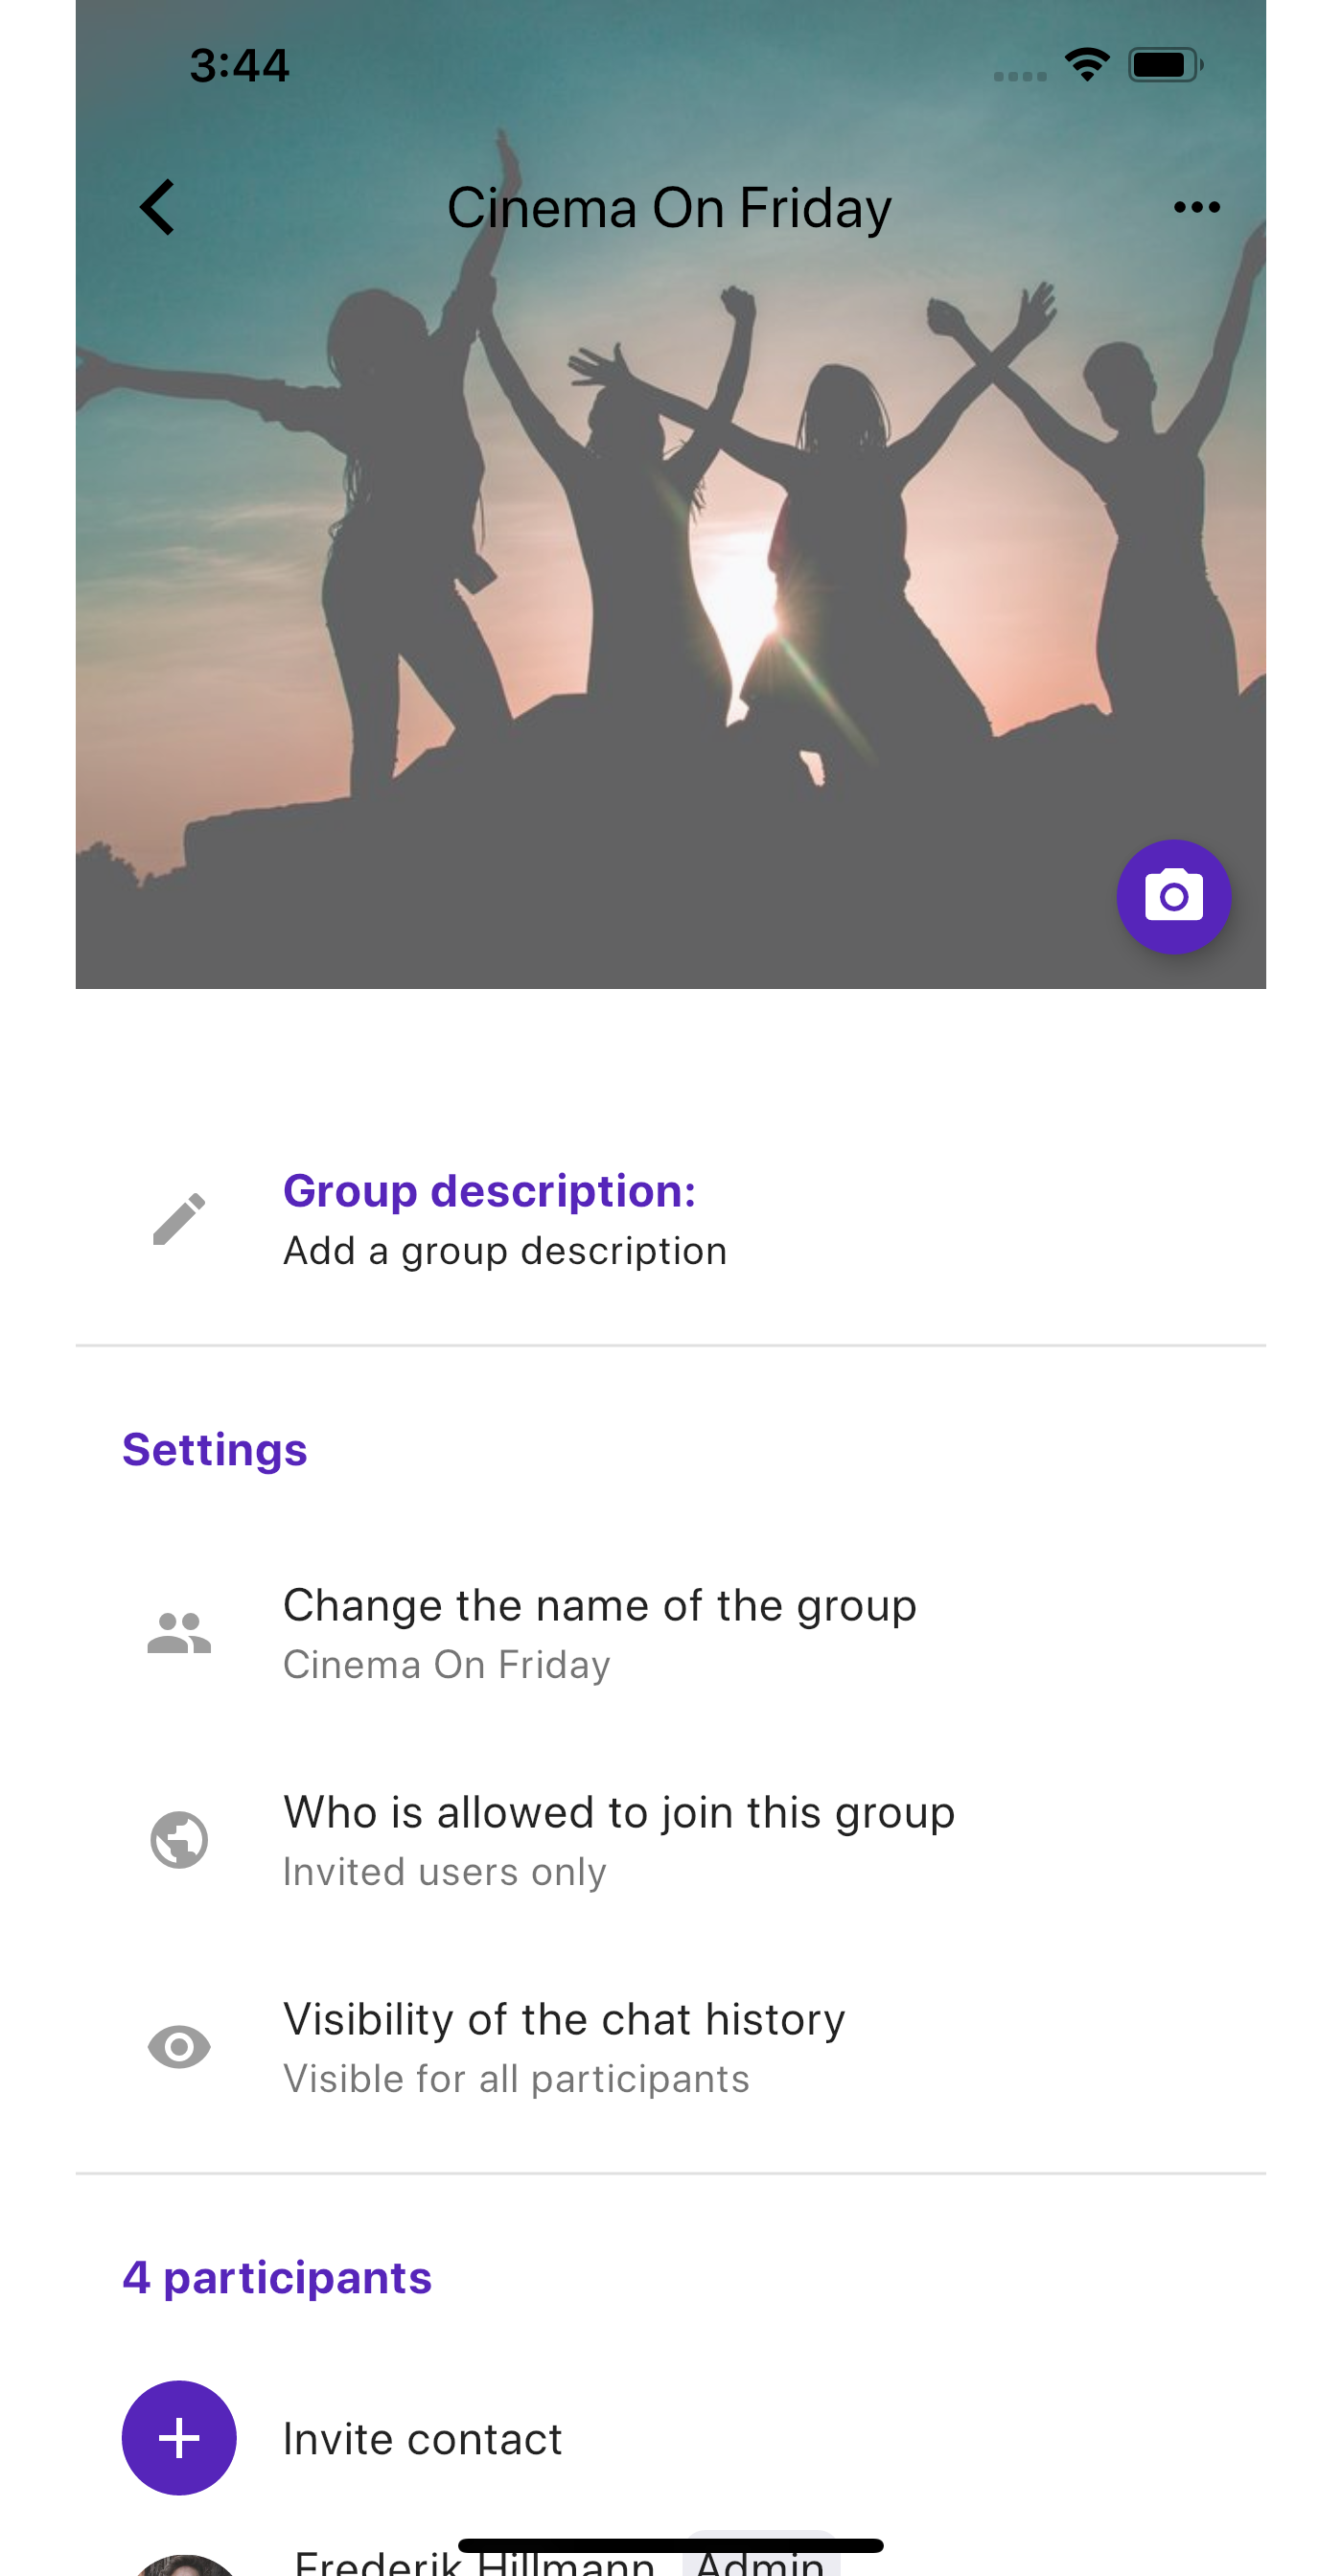 3:44
Cinema On Friday
Group description:
Add a group description
Settings
Change the name of the group
Cinema On Friday
Who is allowed to join this group
Invited users only
Visibility of the chat history
Visible for all participants
4 participants
Invite contact
Frederik Hillmann Admin